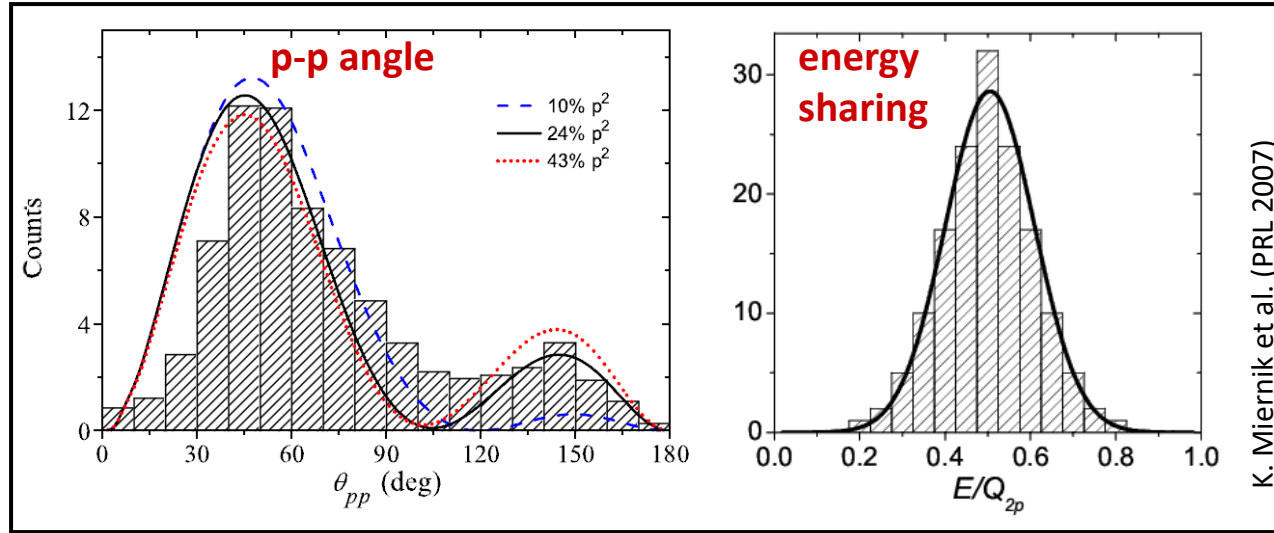 p-p angle
12
8
4
0
Counts
10% p²
24% p²
43% p²
0 30 60 90 120 150 180
θpp (deg)
energy
sharing
30
20
10
0
0.0 0.2 0.4 0.6 0.8 1.0
E/Q2p
K. Miernik et al. (PRL 2007)